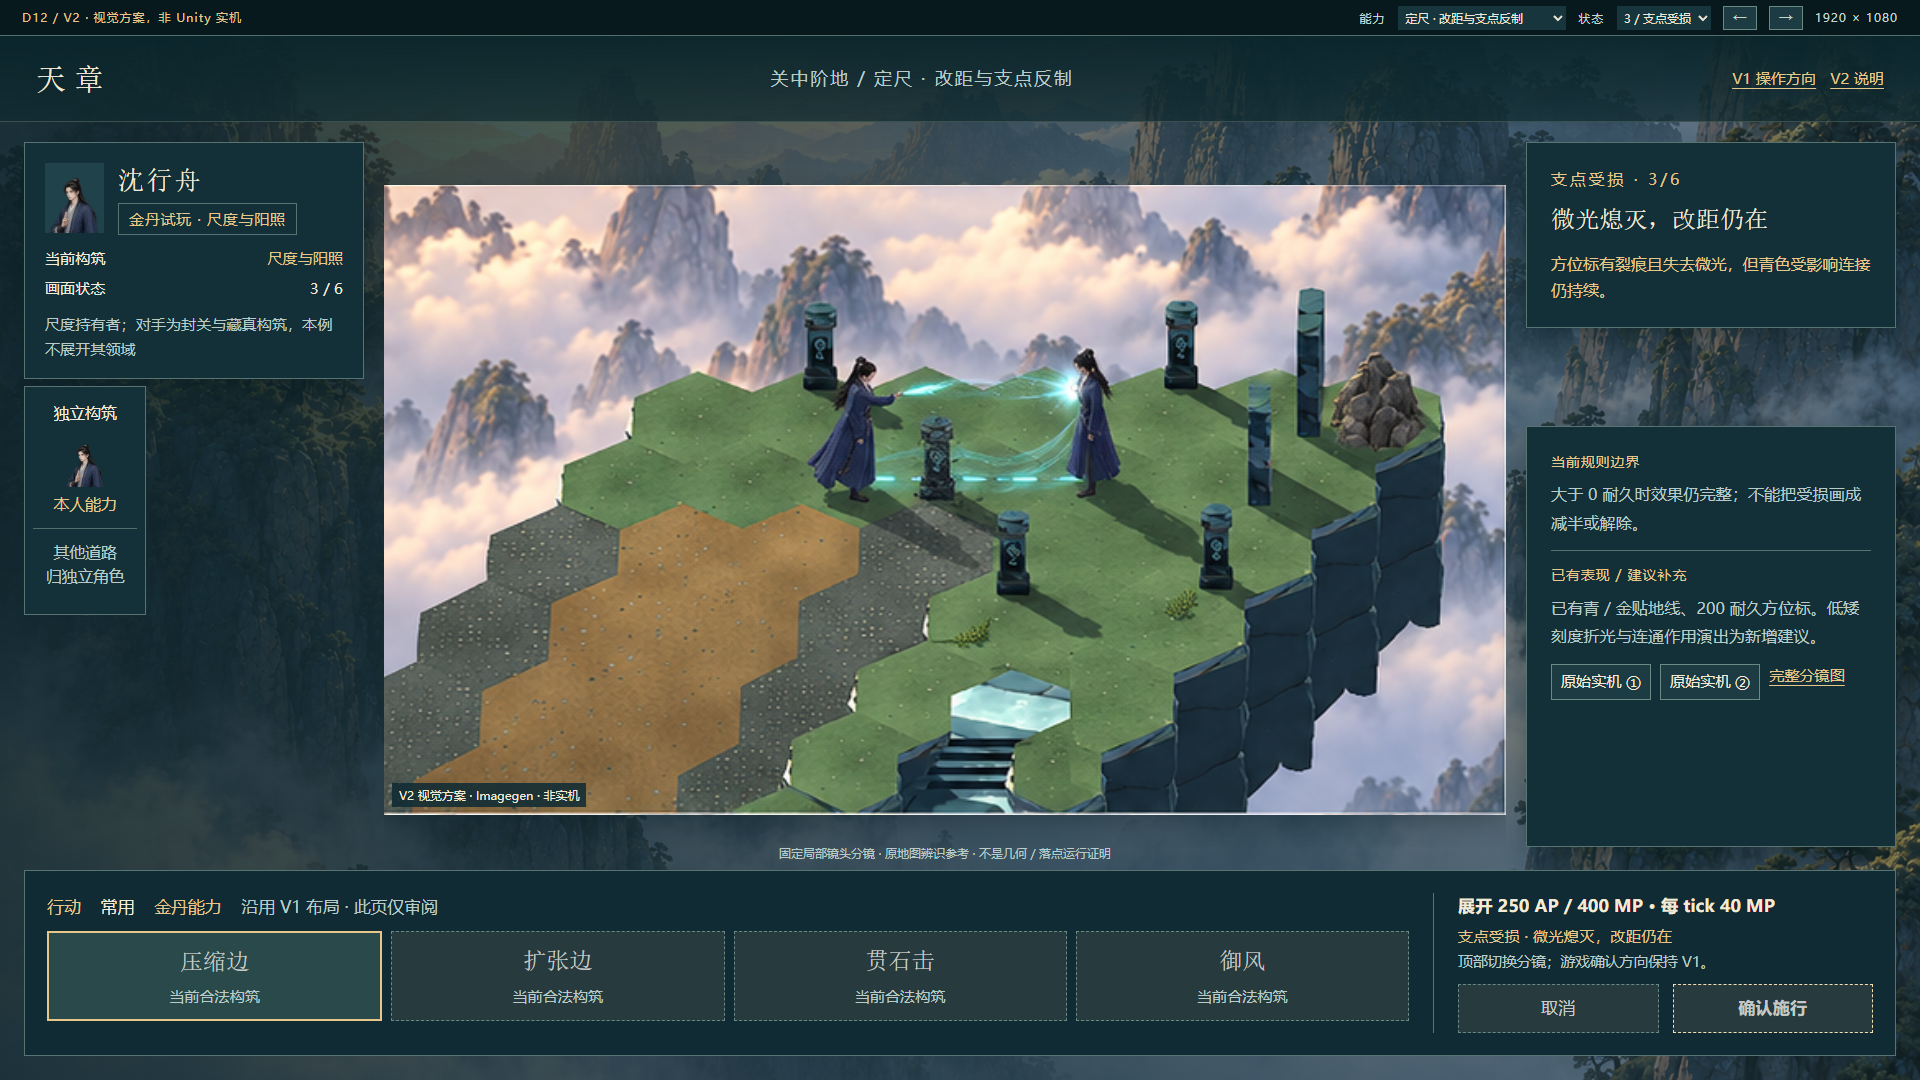 D12 / V2 · 视觉方案，非 Unity 实机
能力 定尺 · 改距与支点反制 状态 3 / 支点受损 ← → 1920 × 1080
天章
关中阶地 / 定尺 · 改距与支点反制
V1 操作方向 V2 说明
沈行舟
金丹试玩 · 尺度与阳照
当前构筑 尺度与阳照
画面状态 3 / 6
尺度持有者；对手为封关与藏真构筑，本例
不展开其领域
独立构筑
本人能力
其他道路
归独立角色
V2 视觉方案 · Imagegen · 非实机
固定局部镜头分镜 · 原地图辨识参考 · 不是几何 / 落点运行证明
支点受损 · 3/6
微光熄灭，改距仍在
方位标有裂痕且失去微光，但青色受影响连接
仍持续。
当前规则边界
大于 0 耐久时效果仍完整；不能把受损画成
减半或解除。
已有表现 / 建议补充
已有青 / 金贴地线、200 耐久方位标。低矮
刻度折光与连通作用演出为新增建议。
原始实机 ① 原始实机 ② 完整分镜图
行动 常用 金丹能力 沿用 V1 布局 · 此页仅审阅
压缩边
当前合法构筑
扩张边
当前合法构筑
贯石击
当前合法构筑
御风
当前合法构筑
展开 250 AP / 400 MP • 每 tick 40 MP
支点受损 · 微光熄灭，改距仍在
顶部切换分镜；游戏确认方向保持 V1。
取消 确认施行